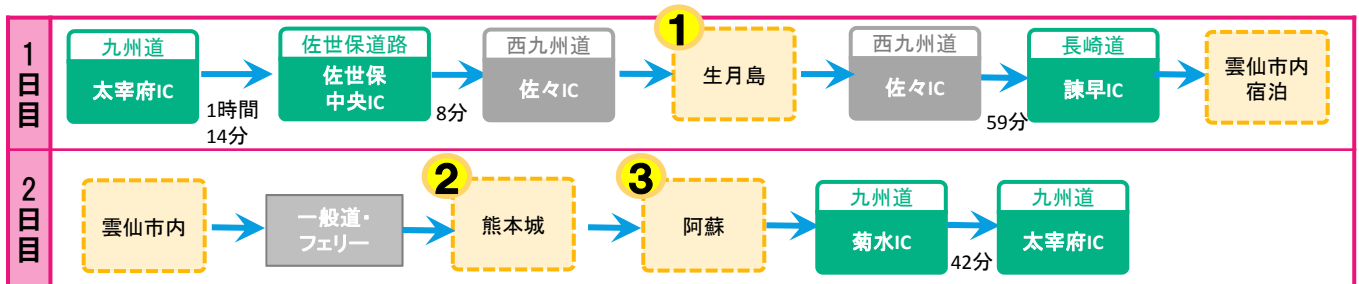 1
日
目
九州道
太宰府IC
1時間
14分
佐世保道路
佐世保
中央IC
8分
西九州道
佐々IC
1
生月島
西九州道
佐々IC
59分
長崎道
諫早IC
雲仙市内
宿泊
2
日
目
雲仙市内
一般道・
フェリー
2
熊本城
3
阿蘇
九州道
菊水IC
42分
九州道
太宰府IC